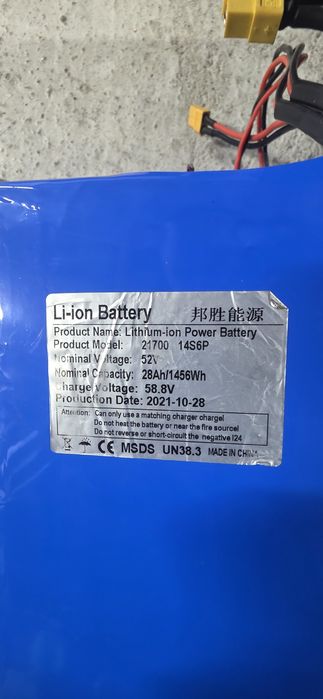 Li-ion Battery 邦胜能源
Product Name: Lithium-ion Power Battery
Product Model: 21700 14S6P
Nominal Voltage: 52V
Nominal Capacity: 28Ah/1456Wh
Charge Voltage: 58.8V
Production Date: 2021-10-28
Attention: Can only use a matching charger chargel
Do not heat the battery or near the fire sourcel
Do not reverse or short-circuit the negative l24
CE MSDS UN38.3 MADE IN CHINA